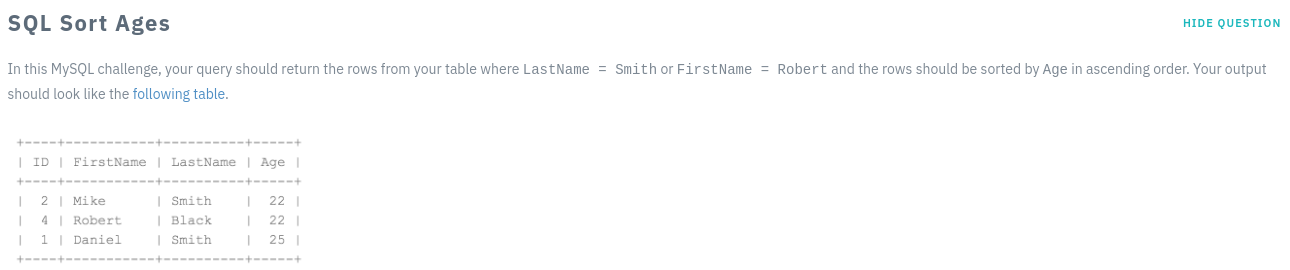 SQL Sort Ages
HIDE QUESTION
In this MySQL challenge, your query should return the rows from your table where LastName = Smith or FirstName = Robert and the rows should be sorted by Age in ascending order. Your output
should look like the following table.
+----+-----------+----------+-----+
| ID | FirstName | LastName | Age |
+----+-----------+----------+-----+
|  2 | Mike      | Smith    |  22 |
|  4 | Robert    | Black    |  22 |
|  1 | Daniel    | Smith    |  25 |
+----+-----------+----------+-----+